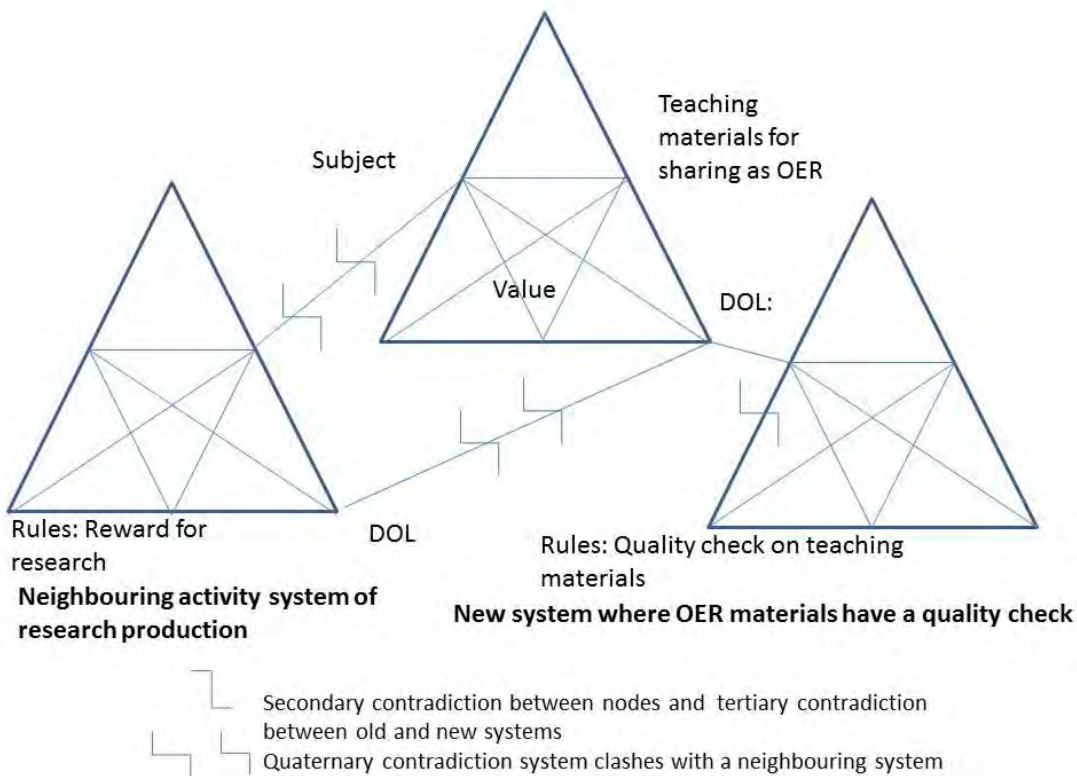 Teaching
materials for
sharing as OER
Subject
Value
DOL:
Rules: Reward for
research
DOL
Rules: Quality check on teaching
materials
Neighbouring activity system of
research production
New system where OER materials have a quality check
Secondary contradiction between nodes and tertiary contradiction
between old and new systems
Quaternary contradiction system clashes with a neighbouring system